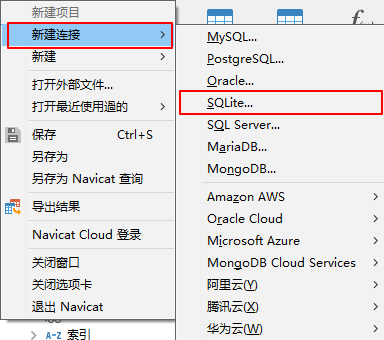 新建项目
新建连接
新建
打开外部文件...
打开最近使用過的
保存 Ctrl+S
另存为
另存为 Navicat 查询
导出结果
Navicat Cloud 登录
关闭窗口
关闭选项卡
退出 Navicat
A-Z 索引
MySQL...
PostgreSQL...
Oracle...
SQLite...
SQL Server...
MariaDB...
MongoDB...
Amazon AWS
Oracle Cloud
Microsoft Azure
MongoDB Cloud Services
阿里云(Y)
腾讯云(X)
华为云(W)